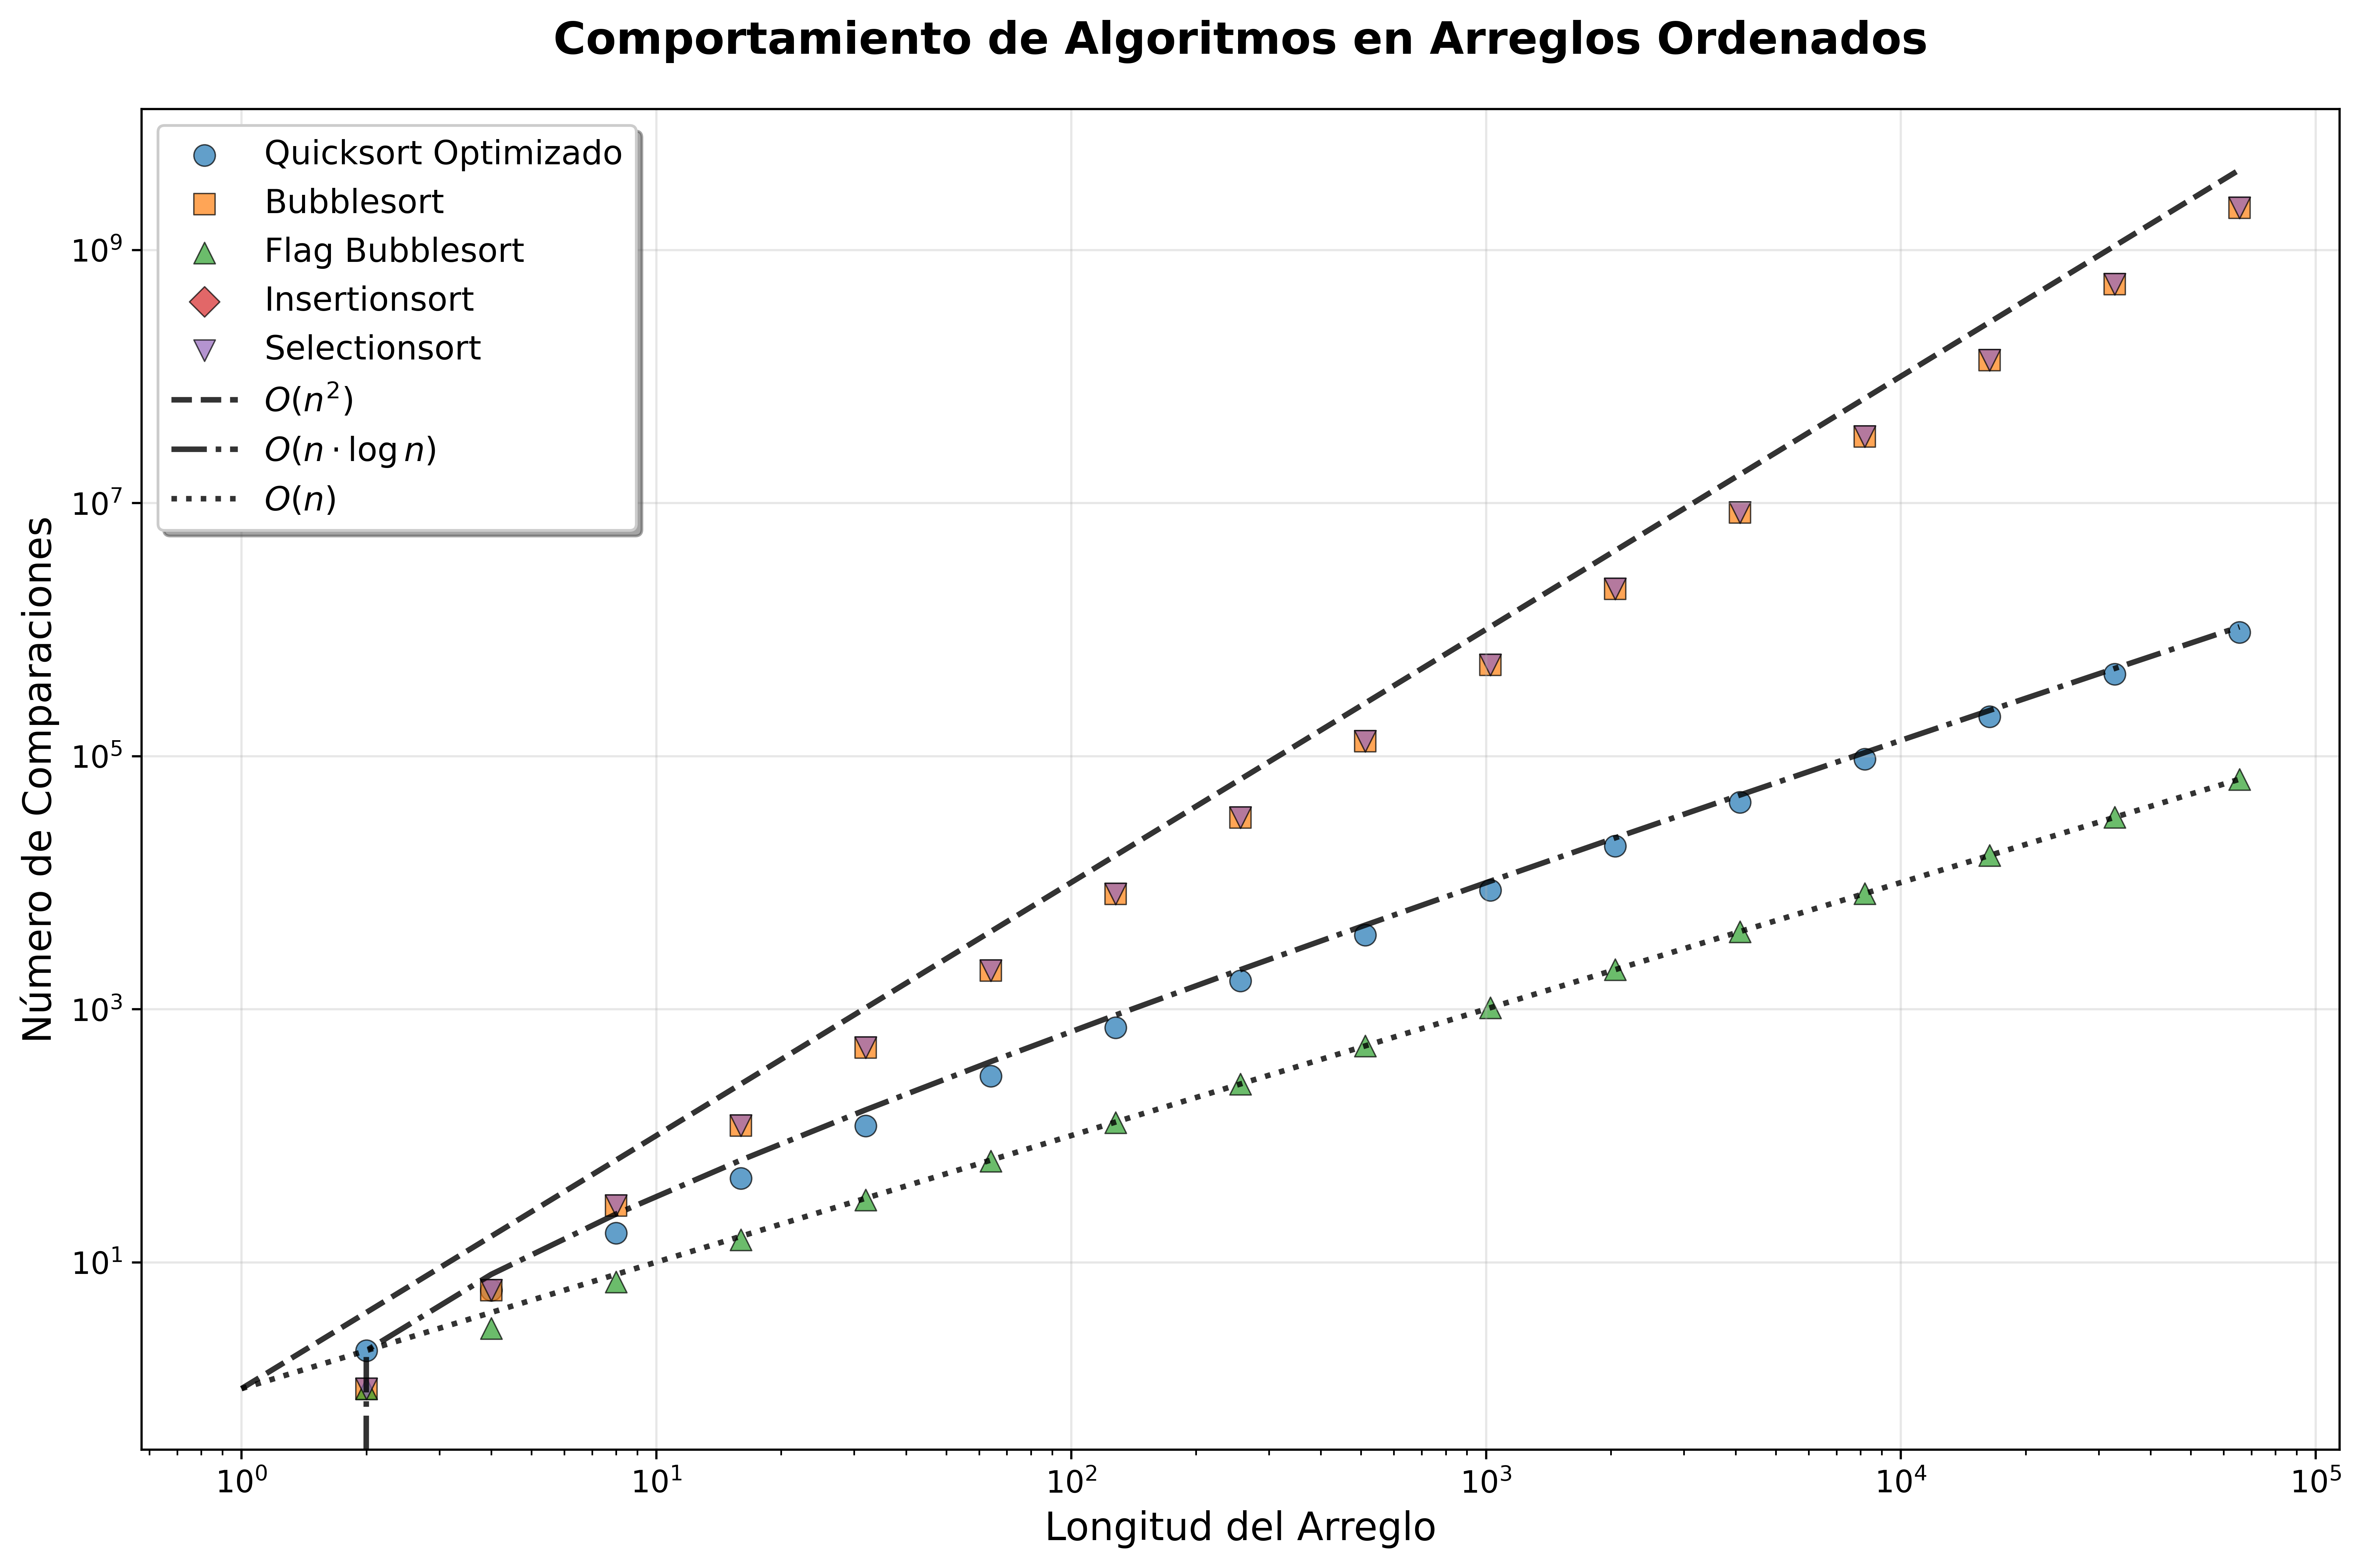 Comportamiento de Algoritmos en Arreglos Ordenados
Quicksort Optimizado
Bubblesort
Flag Bubblesort
Insertionsort
Selectionsort
O(n²)
O(n · log n)
O(n)
Número de Comparaciones
10⁹
10⁷
10⁵
10³
10¹
10⁰ 10¹ 10² 10³ 10⁴ 10⁵
Longitud del Arreglo